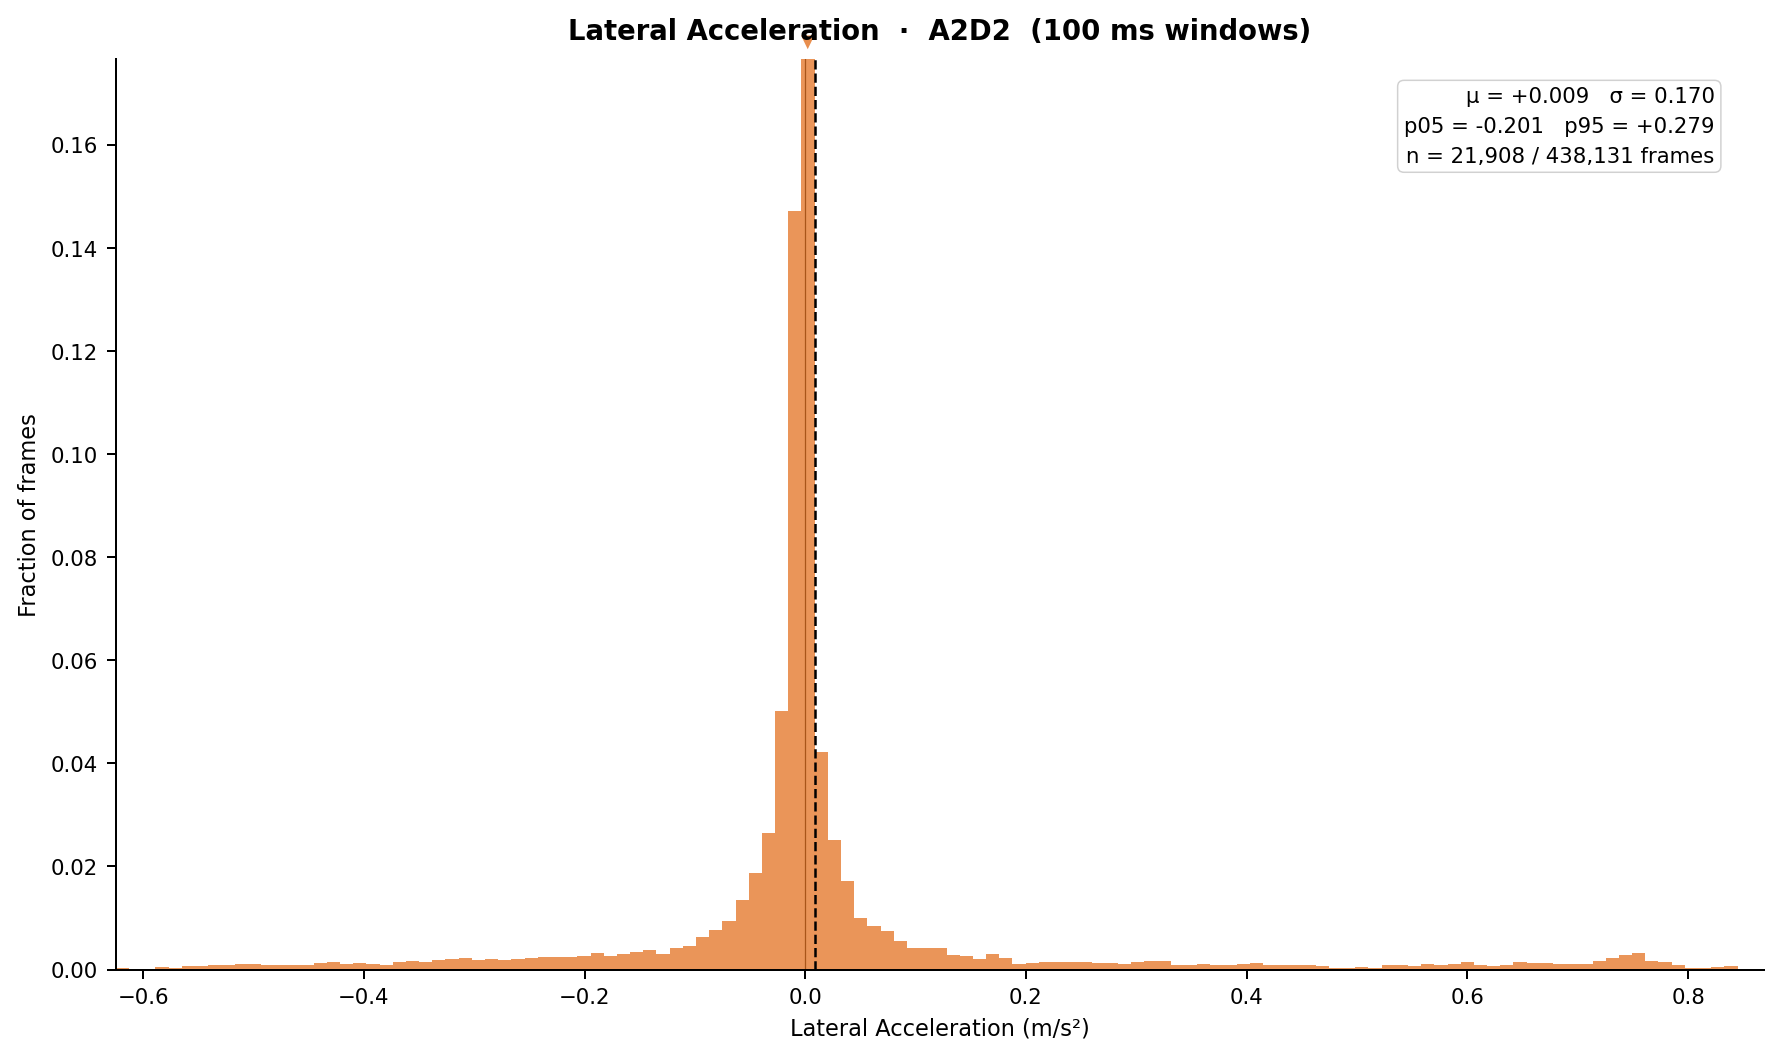 Lateral Acceleration · A2D2 (100 ms windows)
μ = +0.009 σ = 0.170
p05 = -0.201 p95 = +0.279
n = 21,908 / 438,131 frames
Fraction of frames
0.16
0.14
0.12
0.10
0.08
0.06
0.04
0.02
0.00
−0.6 −0.4 −0.2 0.0 0.2 0.4 0.6 0.8
Lateral Acceleration (m/s²)